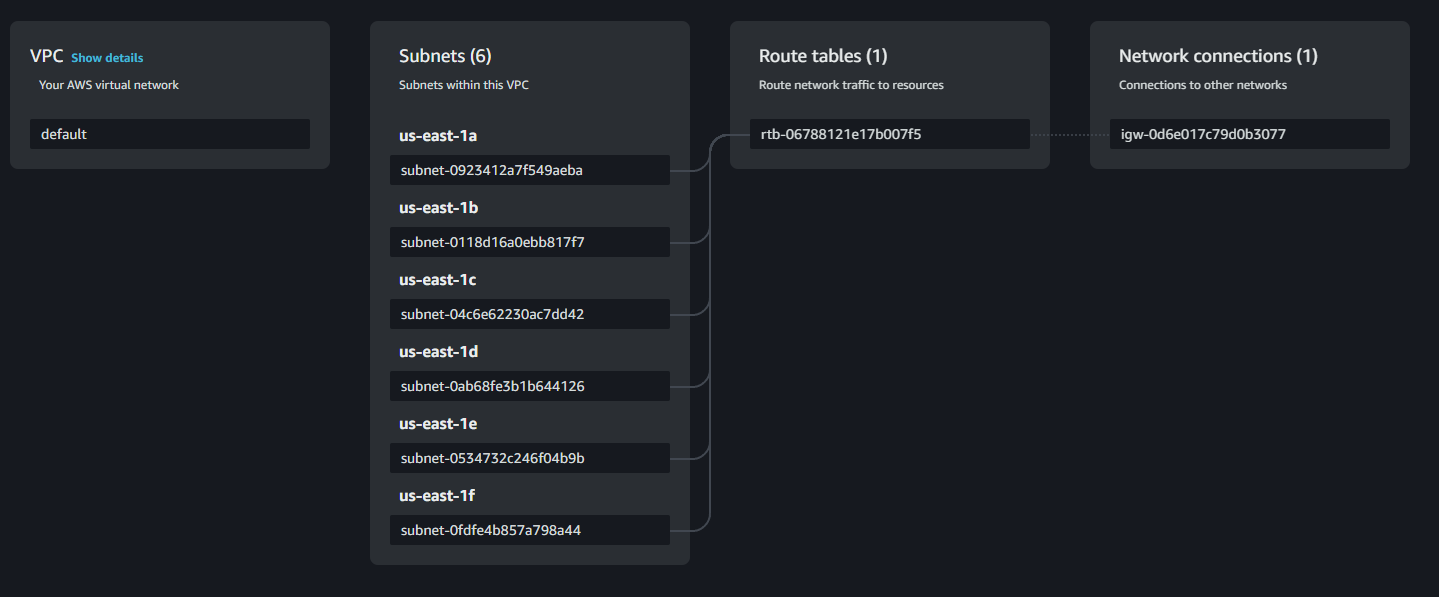 VPC Show details
Your AWS virtual network
default
Subnets (6)
Subnets within this VPC
us-east-1a
subnet-0923412a7f549aeba
us-east-1b
subnet-0118d16a0ebb817f7
us-east-1c
subnet-04c6e62230ac7dd42
us-east-1d
subnet-0ab68fe3b1b644126
us-east-1e
subnet-0534732c246f04b9b
us-east-1f
subnet-0fdfe4b857a798a44
Route tables (1)
Route network traffic to resources
rtb-06788121e17b007f5
Network connections (1)
Connections to other networks
igw-0d6e017c79d0b3077